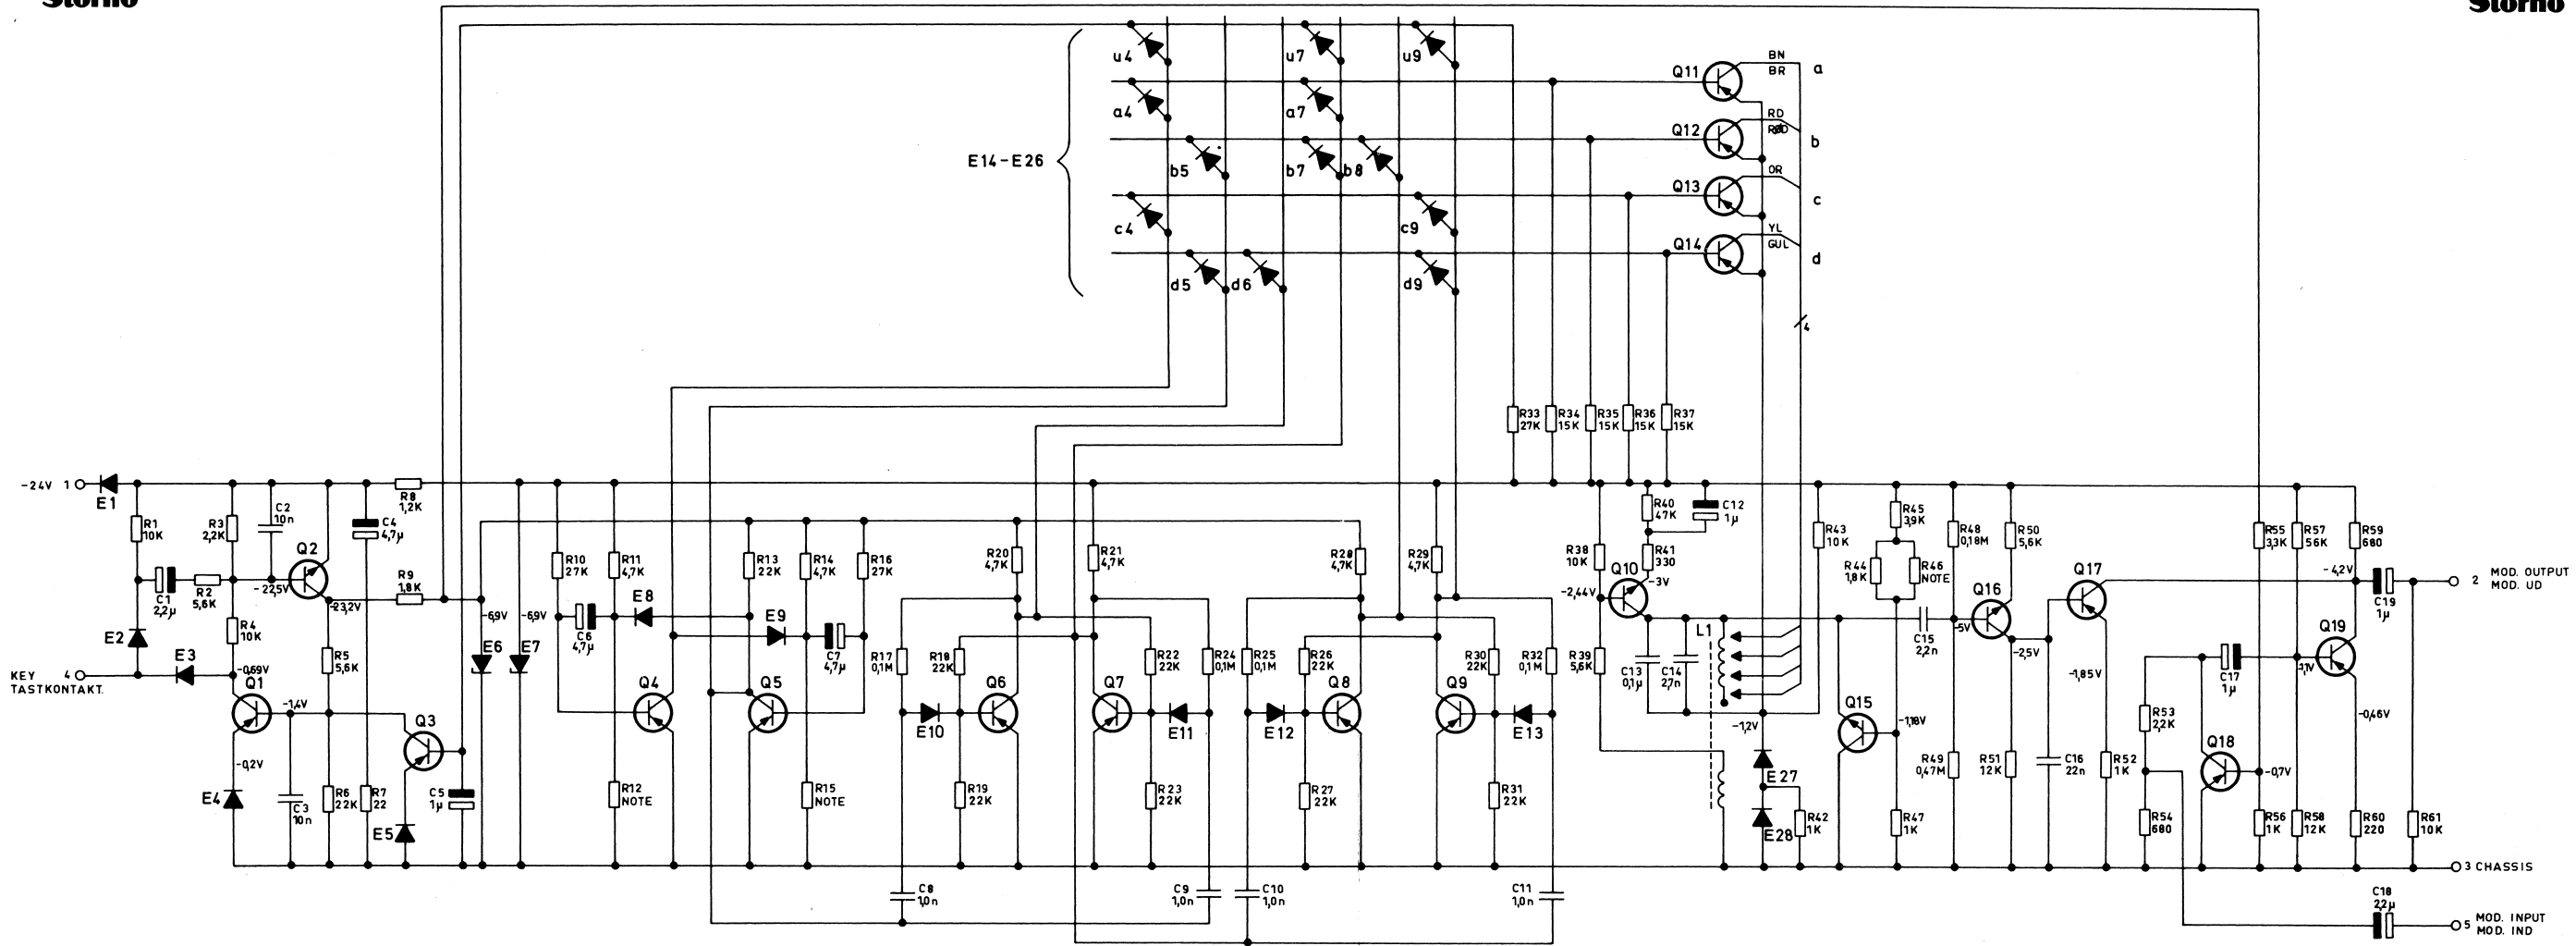 Storno
Storno
u4
u7
u9
a4
a7
b5
b7
b8
c4
c9
d5
d6
d9
E14-E26
Q11
BN
BR
a
Q12
RD
RØD
b
Q13
OR
c
Q14
YL
GUL
d
4
R33
27K
R34
15K
R35
15K
R36
15K
R37
15K
-24V 1
E1
R8
1,2K
R1
10K
R3
2,2K
C2
10n
C4
4,7µ
Q2
C1
2,2µ
R2
5,6K
-22,5V
-23,2V
R9
1,8K
E2
R4
10K
R5
5,6K
KEY 4
TASTKONTAKT.
E3
-0,69V
Q1
-1,4V
Q3
-0,2V
E4
C3
10n
R6
22K
R7
22
E5
C5
1µ
-6,9V
E6
-6,9V
E7
R10
27K
R11
4,7K
C6
4,7µ
E8
R13
22K
R14
4,7K
R16
27K
E9
C7
4,7µ
Q4
Q5
R12
NOTE
R15
NOTE
R17
0,1M
R18
22K
R20
4,7K
R21
4,7K
R22
22K
R24
0,1M
E10
Q6
Q7
E11
R19
22K
R23
22K
C8
1,0n
C9
1,0n
R25
0,1M
R26
22K
R28
4,7K
R29
4,7K
R30
22K
R32
0,1M
E12
Q8
Q9
E13
R27
22K
R31
22K
C10
1,0n
C11
1,0n
R38
10K
R40
47K
C12
1µ
R41
330
Q10
-3V
-2,44V
R39
5,6K
C13
0,1µ
C14
2,7n
L1
-1,2V
E27
E28
R42
1K
R43
10K
R45
3,9K
R44
1,8K
R46
NOTE
Q15
-1,18V
R47
1K
C15
2,2n
R48
0,18M
-5V
R49
0,47M
R50
5,6K
Q16
-2,5V
R51
12K
C16
22n
Q17
-1,85V
R52
1K
R53
2,2K
R54
680
C17
1µ
Q18
-0,7V
R55
3,3K
R56
1K
R57
56K
R58
12K
R59
680
-4,2V
Q19
-1,1V
-0,46V
R60
220
C19
1µ
R61
10K
2 MOD. OUTPUT
MOD. UD
3 CHASSIS
C18
2,2µ
5 MOD. INPUT
MOD. IND